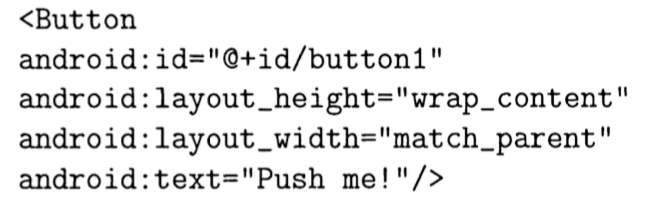 <Button
android:id="@+id/button1"
android:layout_height="wrap_content"
android:layout_width="match_parent"
android:text="Push me!"/>